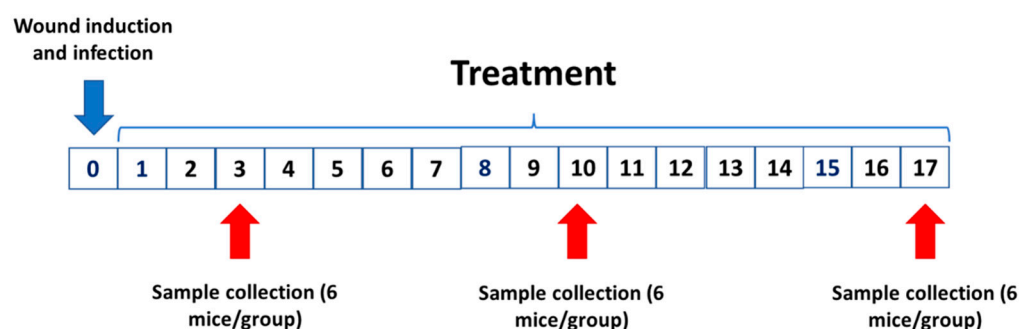 Wound induction
and infection
Treatment
0 1 2 3 4 5 6 7 8 9 10 11 12 13 14 15 16 17
Sample collection (6
mice/group)
Sample collection (6
mice/group)
Sample collection (6
mice/group)